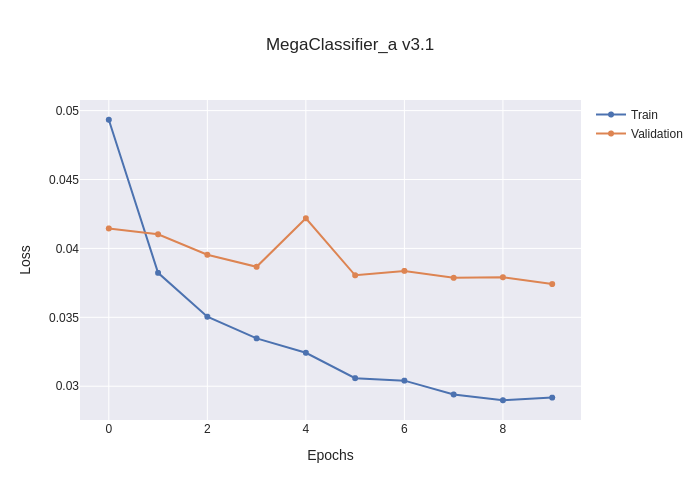 MegaClassifier_a v3.1
0.05
0.045
0.04
0.035
0.03
Loss
0
2
4
6
8
Epochs
Train
Validation